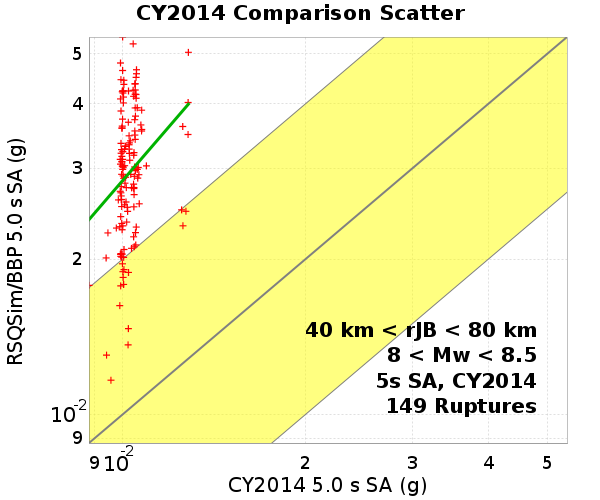 CY2014 Comparison Scatter
RSQSim/BBP 5.0 s SA (g)
5
4
3
2
10-2
9
40 km < rJB < 80 km
8 < Mw < 8.5
5s SA, CY2014
149 Ruptures
9 10-2 2 3 4 5
CY2014 5.0 s SA (g)